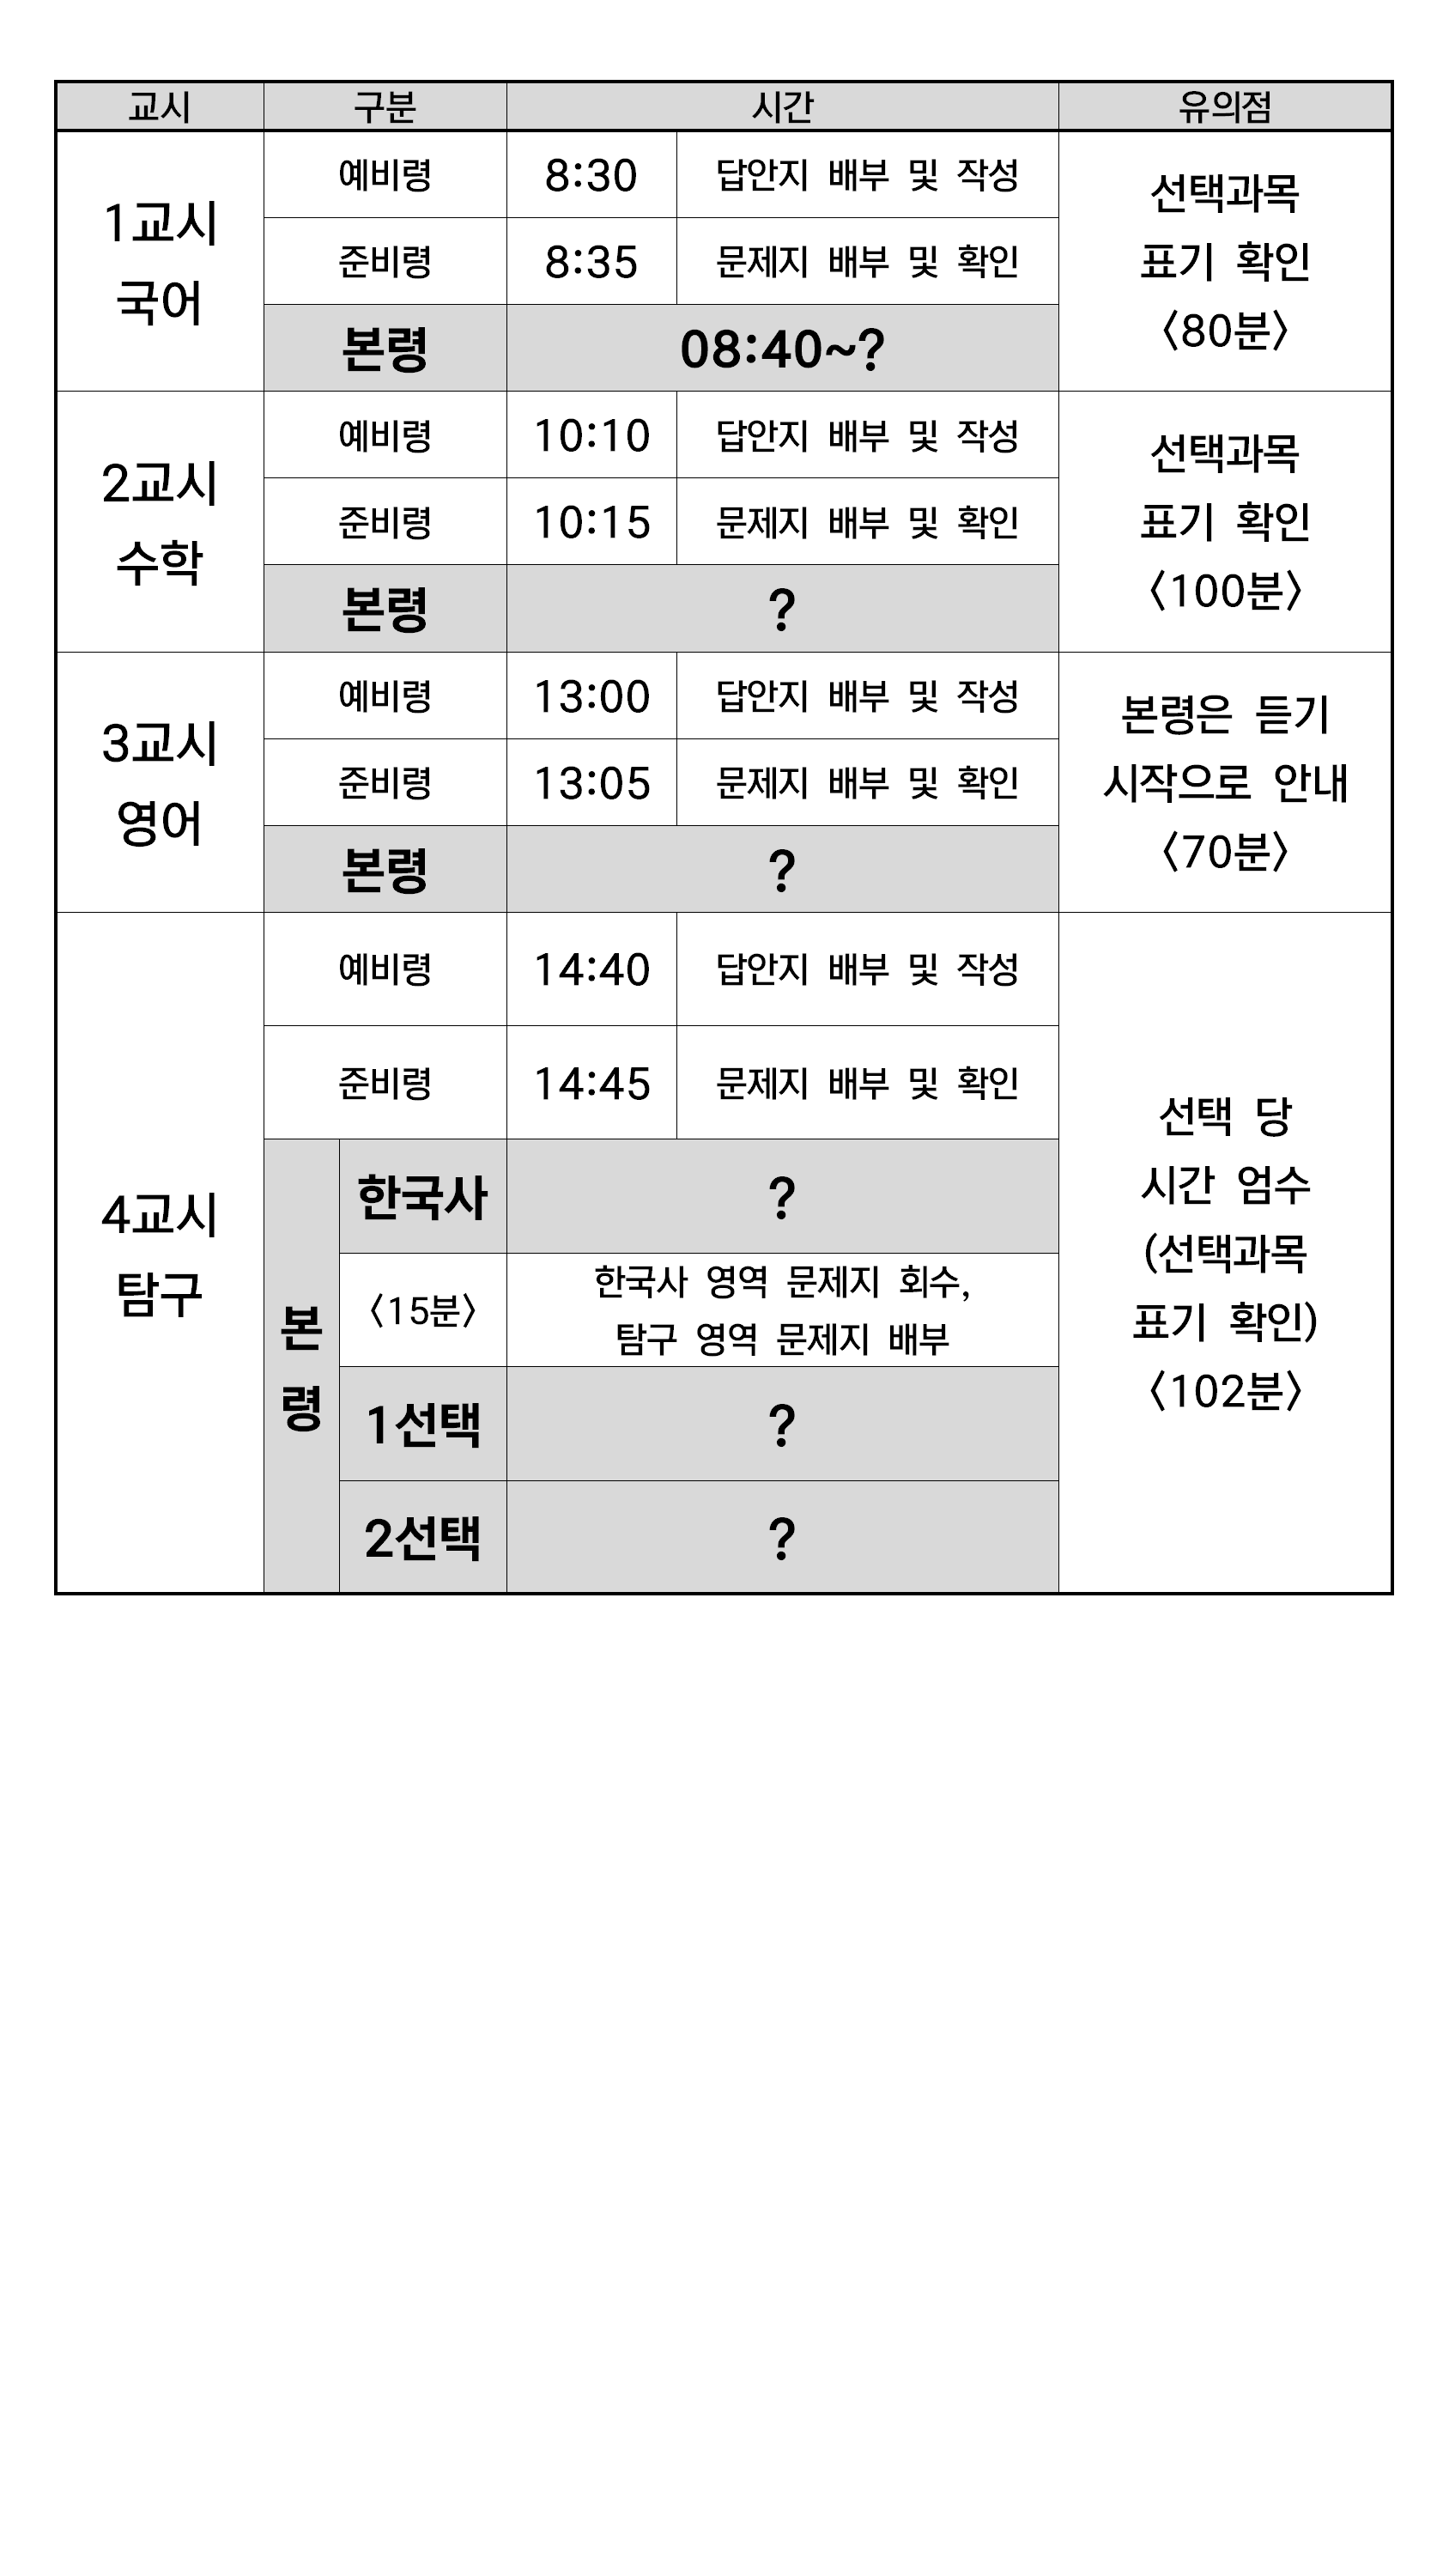 교시 구분 시간 유의점
1교시
국어
예비령 8:30 답안지 배부 및 작성
준비령 8:35 문제지 배부 및 확인
본령 08:40~?
선택과목
표기 확인
〈80분〉
2교시
수학
예비령 10:10 답안지 배부 및 작성
준비령 10:15 문제지 배부 및 확인
본령 ?
선택과목
표기 확인
〈100분〉
3교시
영어
예비령 13:00 답안지 배부 및 작성
준비령 13:05 문제지 배부 및 확인
본령 ?
본령은 듣기
시작으로 안내
〈70분〉
4교시
탐구
예비령 14:40 답안지 배부 및 작성
준비령 14:45 문제지 배부 및 확인
본
령
한국사 ?
〈15분〉
한국사 영역 문제지 회수,
탐구 영역 문제지 배부
1선택 ?
2선택 ?
선택 당
시간 엄수
(선택과목
표기 확인)
〈102분〉